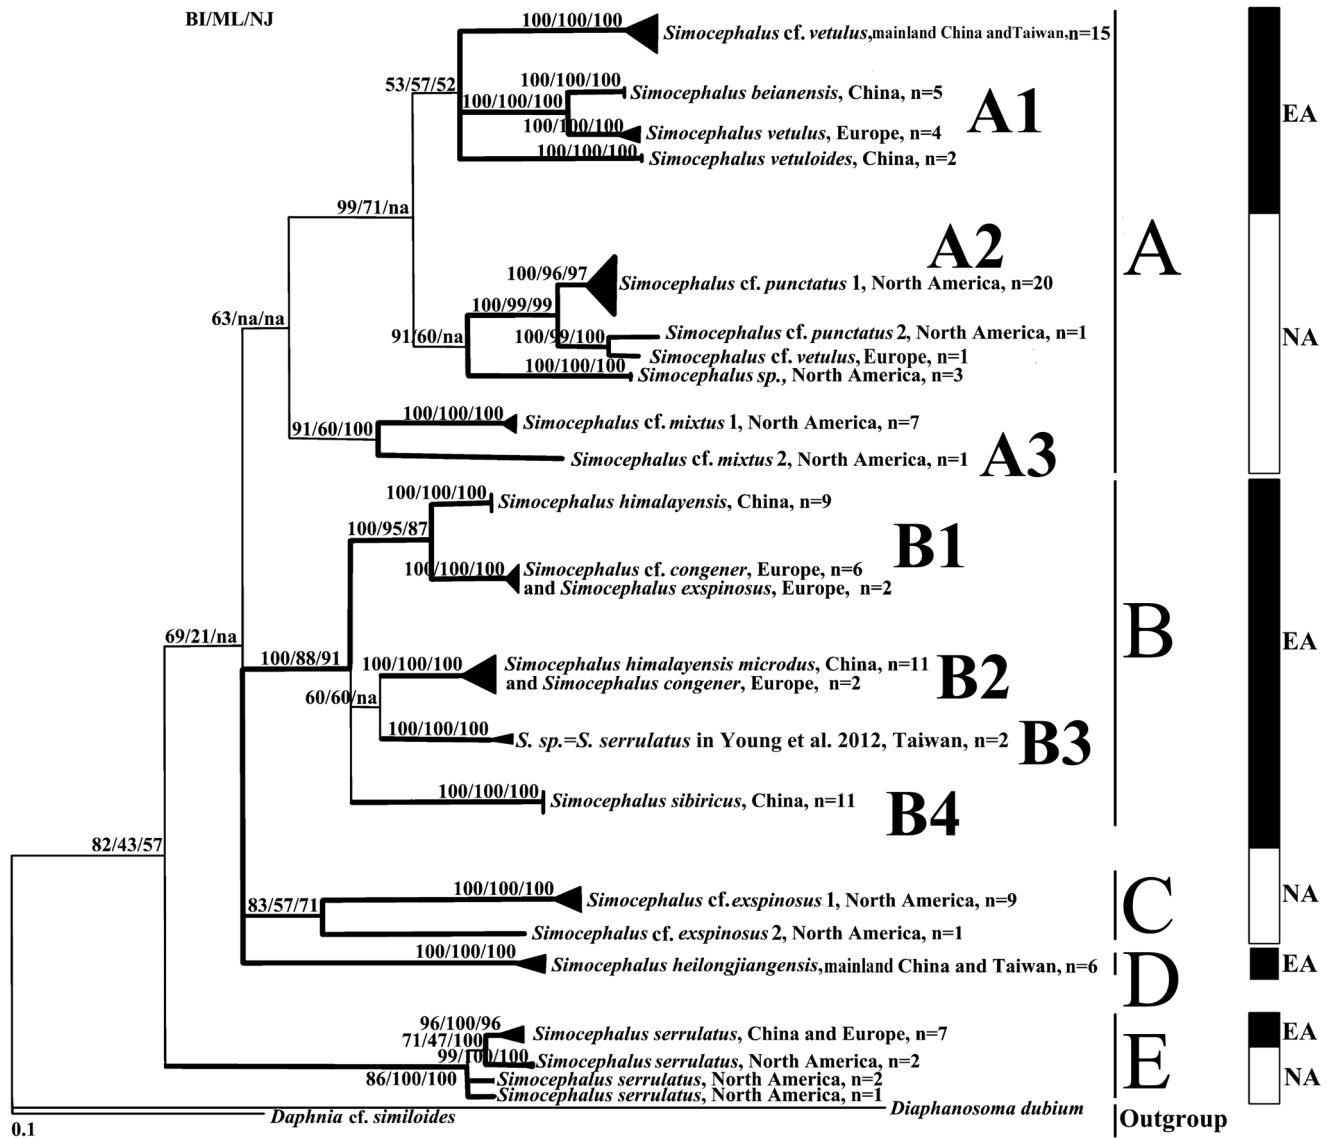 BI/ML/NJ
100/100/100
Simocephalus cf. vetulus,mainland China andTaiwan,n=15
53/57/52
100/100/100
Simocephalus beianensis, China, n=5
100/100/100
A1
EA
100/100/100
Simocephalus vetulus, Europe, n=4
100/100/100
Simocephalus vetuloides, China, n=2
99/71/na
A2
A
100/96/97
Simocephalus cf. punctatus 1, North America, n=20
100/99/99
63/na/na
91/60/na
100/99/100
Simocephalus cf. punctatus 2, North America, n=1
NA
Simocephalus cf. vetulus, Europe, n=1
100/100/100
Simocephalus sp., North America, n=3
100/100/100
Simocephalus cf. mixtus 1, North America, n=7
91/60/100
Simocephalus cf. mixtus 2, North America, n=1
A3
100/100/100
Simocephalus himalayensis, China, n=9
100/95/87
B1
100/100/100
Simocephalus cf. congener, Europe, n=6
and Simocephalus exspinosus, Europe, n=2
B
EA
69/21/na
100/88/91
100/100/100
Simocephalus himalayensis microdus, China, n=11
and Simocephalus congener, Europe, n=2
B2
60/60/na
100/100/100
S. sp.=S. serrulatus in Young et al. 2012, Taiwan, n=2
B3
100/100/100
Simocephalus sibiricus, China, n=11
B4
82/43/57
100/100/100
Simocephalus cf.exspinosus 1, North America, n=9
C
NA
83/57/71
Simocephalus cf. exspinosus 2, North America, n=1
100/100/100
Simocephalus heilongjiangensis,mainland China and Taiwan, n=6
D
EA
96/100/96
Simocephalus serrulatus, China and Europe, n=7
EA
71/47/100
99/100/100
Simocephalus serrulatus, North America, n=2
E
86/100/100
Simocephalus serrulatus, North America, n=2
NA
Simocephalus serrulatus, North America, n=1
Diaphanosoma dubium
Daphnia cf. similoides
Outgroup
0.1